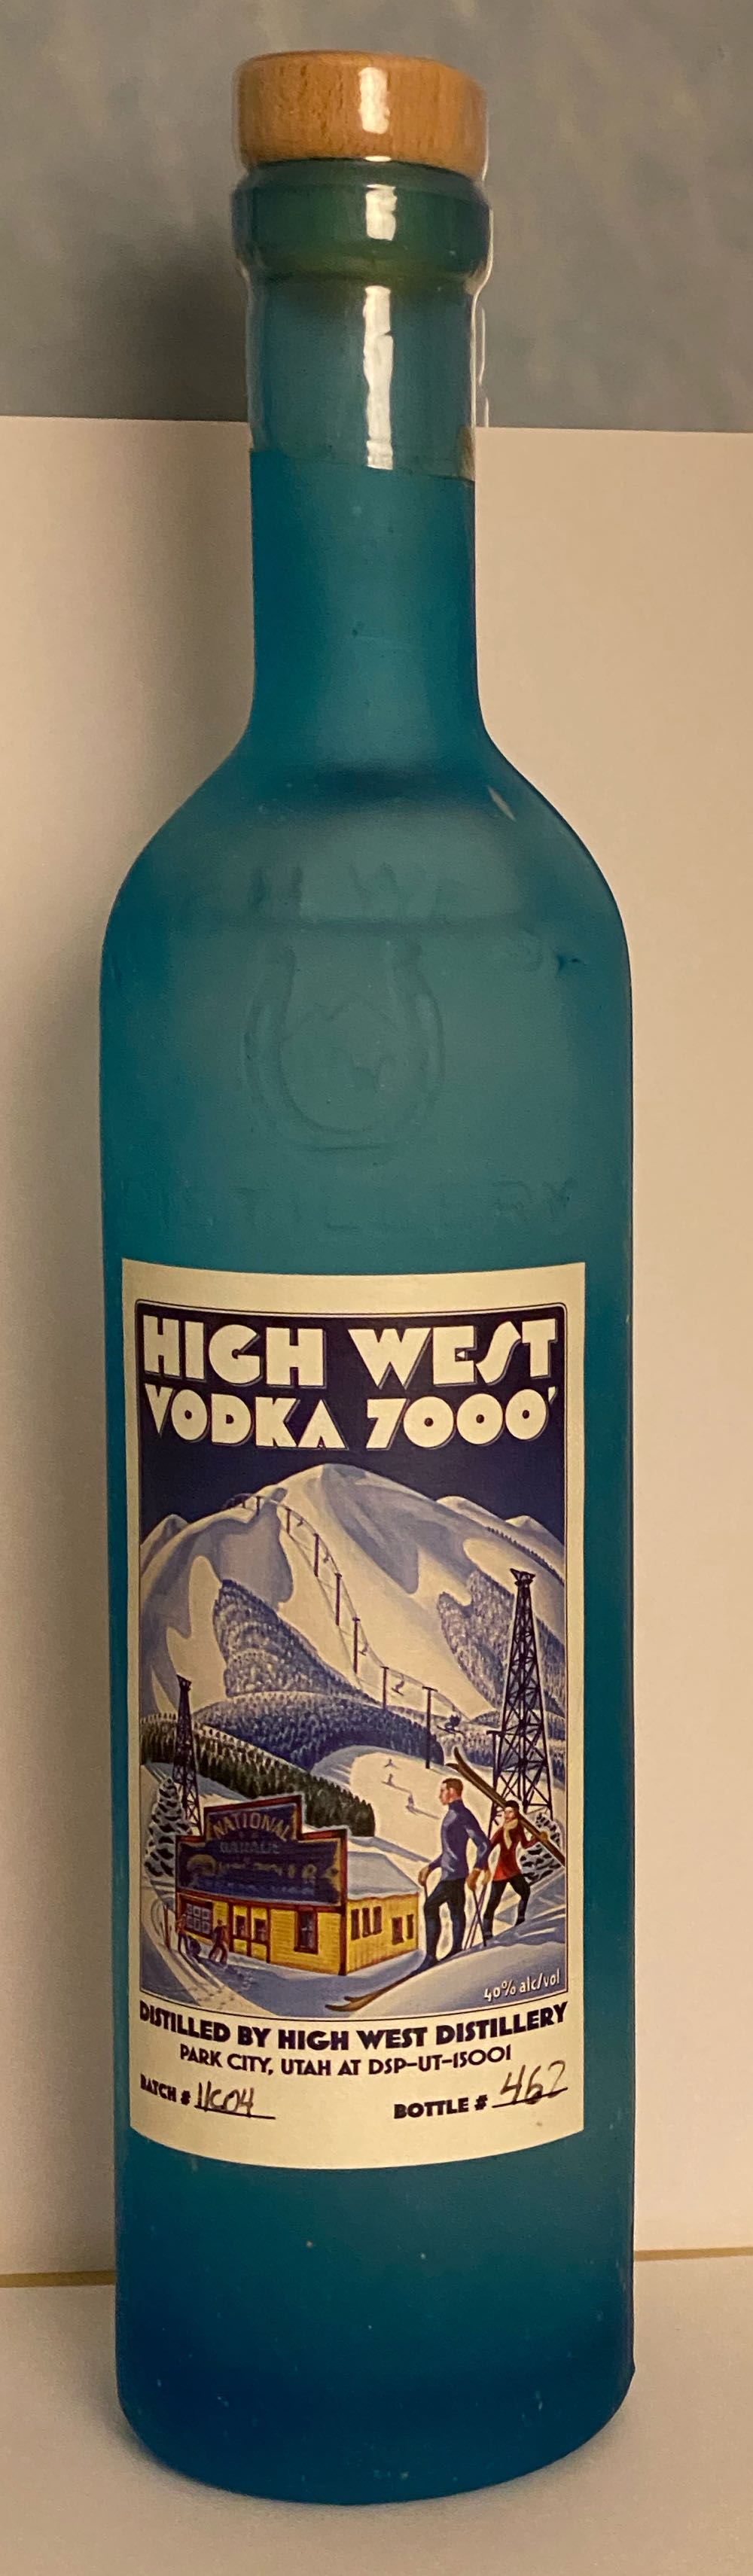 HIGH WEST
VODKA 7000'
NATIONAL
GARAGE
40% alc/vol
DISTILLED BY HIGH WEST DISTILLERY
PARK CITY, UTAH AT DSP-UT-15001
BATCH # 11C04 BOTTLE # 462